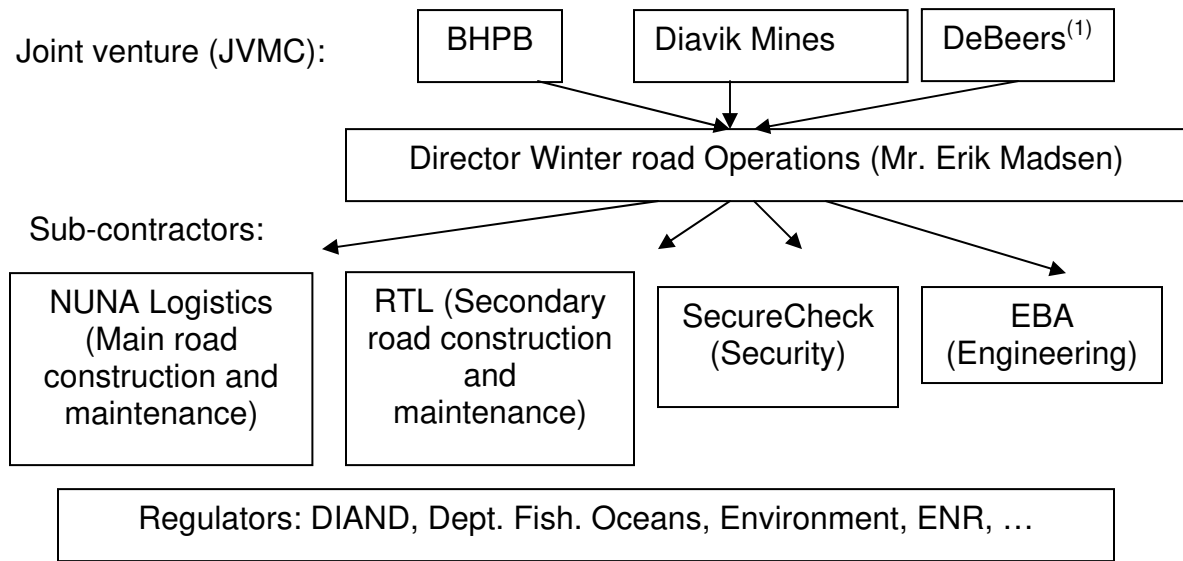 Joint venture (JVMC):
BHPB
Diavik Mines
DeBeers(1)
Director Winter road Operations (Mr. Erik Madsen)
Sub-contractors:
NUNA Logistics
(Main road
construction and
maintenance)
RTL (Secondary
road construction
and
maintenance)
SecureCheck
(Security)
EBA
(Engineering)
Regulators: DIAND, Dept. Fish. Oceans, Environment, ENR, …